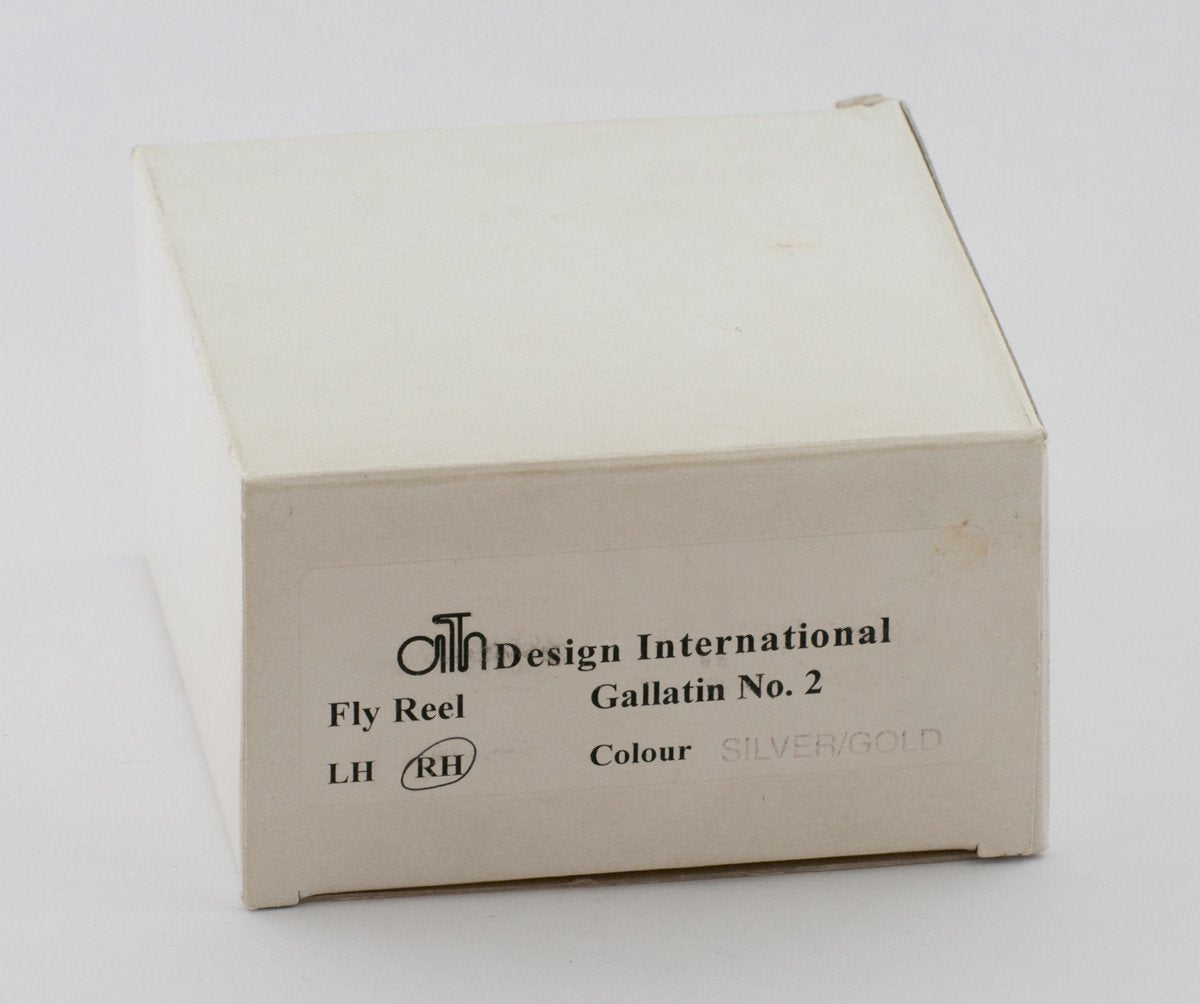 ATH Design International
Fly Reel Gallatin No. 2
LH RH Colour SILVER/GOLD